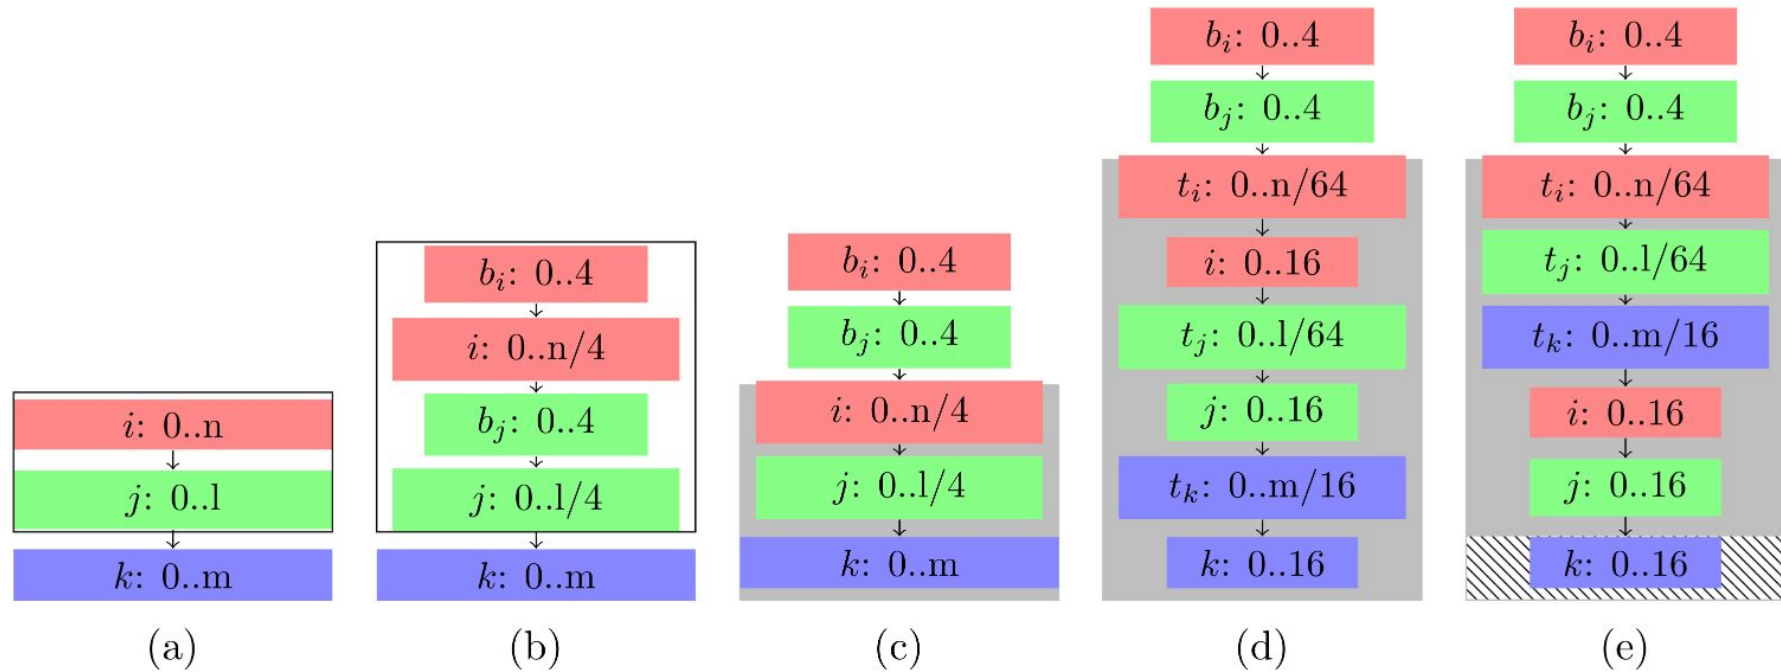 i: 0..n
j: 0..l
k: 0..m
(a)
b_i: 0..4
i: 0..n/4
b_j: 0..4
j: 0..l/4
k: 0..m
(b)
b_i: 0..4
b_j: 0..4
i: 0..n/4
j: 0..l/4
k: 0..m
(c)
b_i: 0..4
b_j: 0..4
t_i: 0..n/64
i: 0..16
t_j: 0..l/64
j: 0..16
t_k: 0..m/16
k: 0..16
(d)
b_i: 0..4
b_j: 0..4
t_i: 0..n/64
t_j: 0..l/64
t_k: 0..m/16
i: 0..16
j: 0..16
k: 0..16
(e)